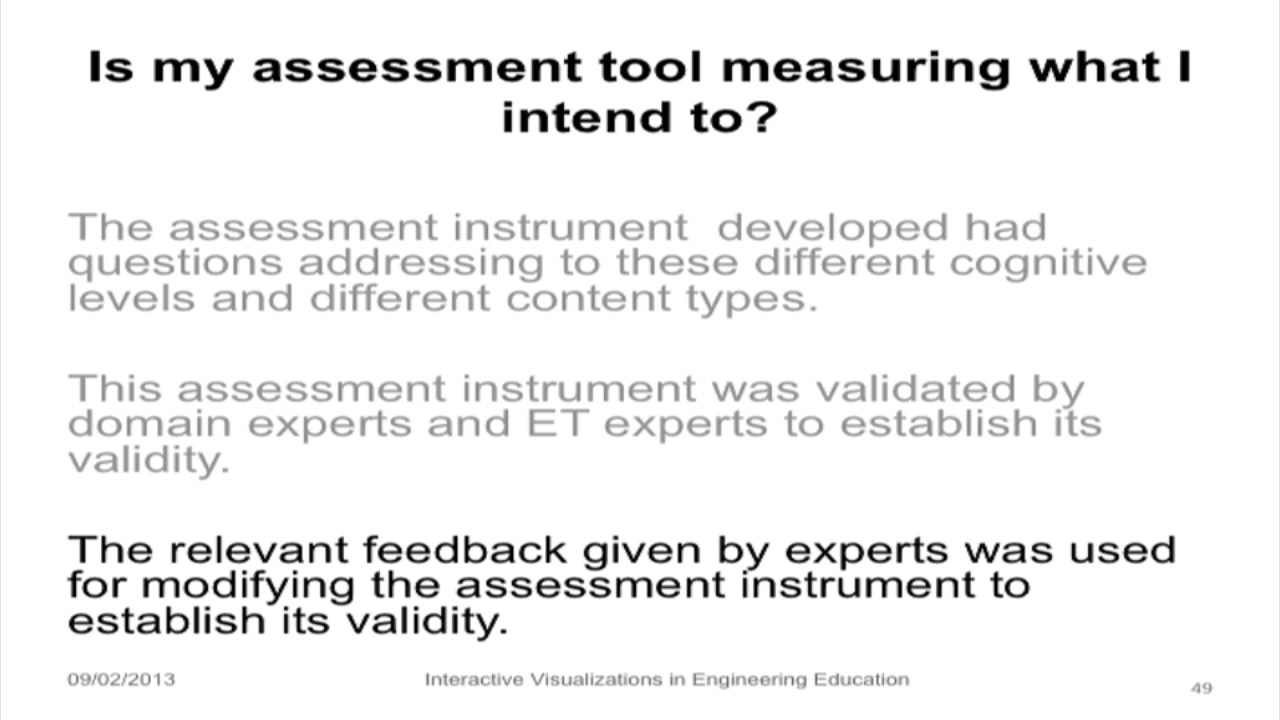 Is my assessment tool measuring what I
intend to?
The assessment instrument developed had
questions addressing to these different cognitive
levels and different content types.
This assessment instrument was validated by
domain experts and ET experts to establish its
validity.
The relevant feedback given by experts was used
for modifying the assessment instrument to
establish its validity.
09/02/2013
Interactive Visualizations in Engineering Education
49